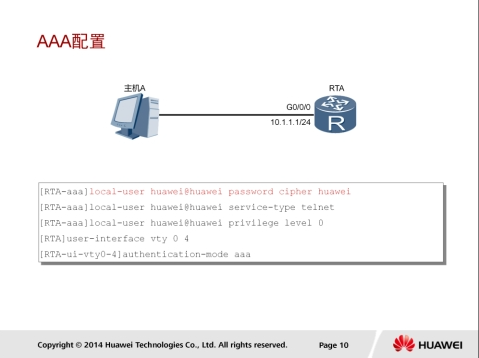 AAA配置
主机A
RTA
G0/0/0
10.1.1.1/24
R
[RTA-aaa]local-user huawei@huawei password cipher huawei
[RTA-aaa]local-user huawei@huawei service-type telnet
[RTA-aaa]local-user huawei@huawei privilege level 0
[RTA]user-interface vty 0 4
[RTA-ui-vty0-4]authentication-mode aaa
Copyright © 2014 Huawei Technologies Co., Ltd. All rights reserved.
Page 10
HUAWEI